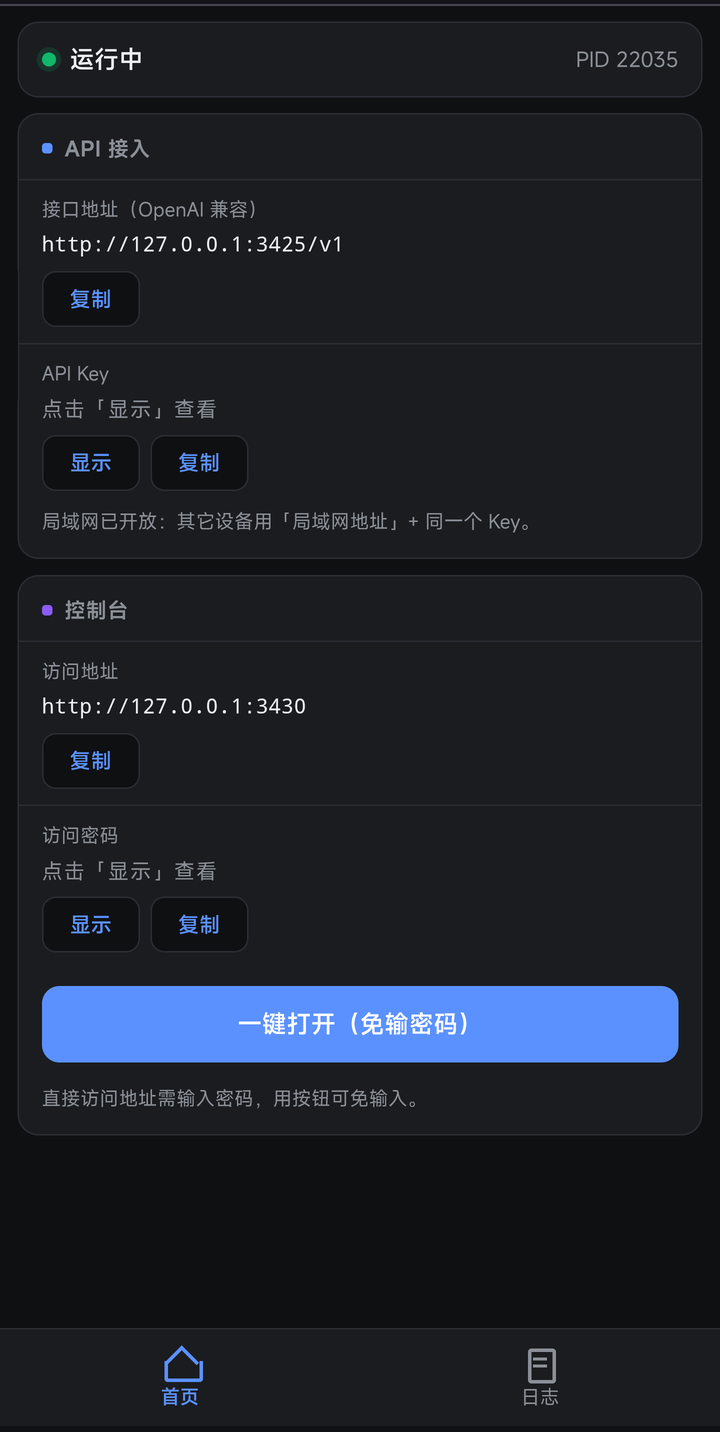 运行中
PID 22035
API 接入
接口地址（OpenAI 兼容）
http://127.0.0.1:3425/v1
复制
API Key
点击「显示」查看
显示 复制
局域网已开放：其它设备用「局域网地址」+ 同一个 Key。
控制台
访问地址
http://127.0.0.1:3430
复制
访问密码
点击「显示」查看
显示 复制
一键打开（免输密码）
直接访问地址需输入密码，用按钮可免输入。
首页 日志